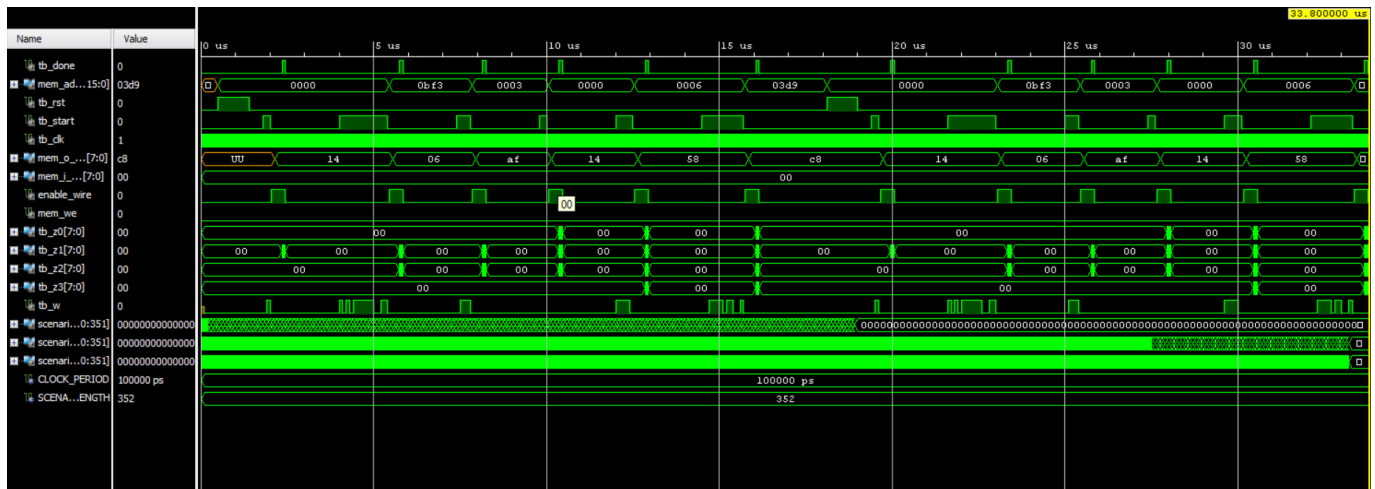 33.800000 us
Name Value
0 us 5 us 10 us 15 us 20 us 25 us 30 us
tb_done 0
mem_ad...15:0] 03d9 0000 0bf3 0003 0000 0006 03d9 0000 0bf3 0003 0000 0006
tb_rst 0
tb_start 0
tb_clk 1
mem_o_...[7:0] c8 UU 14 06 af 14 58 c8 14 06 af 14 58
mem_i_...[7:0] 00 00
enable_wire 0
00
mem_we 0
tb_z0[7:0] 00 00 00 00 00 00 00
tb_z1[7:0] 00 00 00 00 00 00 00 00 00 00 00 00 00
tb_z2[7:0] 00 00 00 00 00 00 00 00 00 00 00
tb_z3[7:0] 00 00 00 00 00
tb_w 0
scenari...0:351] 00000000000000
scenari...0:351] 00000000000000
scenari...0:351] 00000000000000
CLOCK_PERIOD 100000 ps 100000 ps
SCENA...ENGTH 352 352